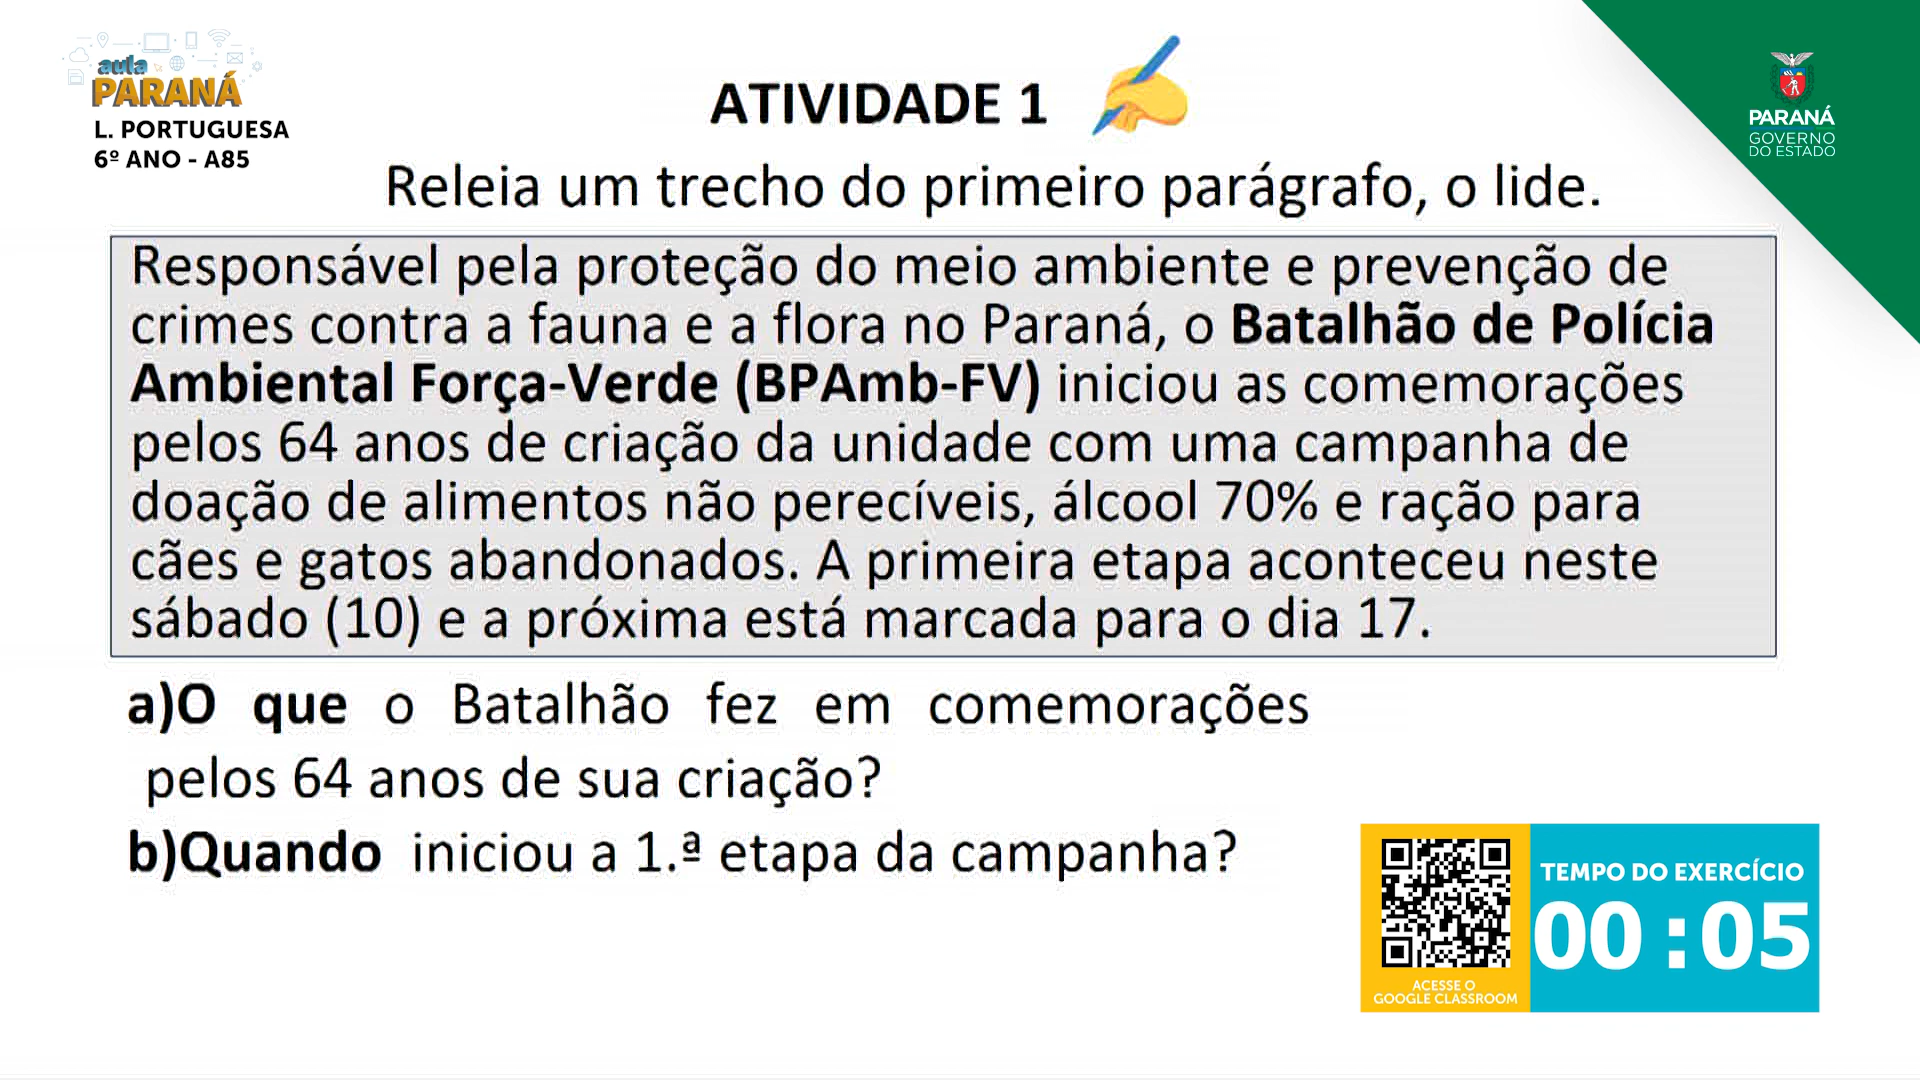 aula
PARANÁ
L. PORTUGUESA
6º ANO - A85
ATIVIDADE 1
PARANÁ
GOVERNO
DO ESTADO
Releia um trecho do primeiro parágrafo, o lide.
Responsável pela proteção do meio ambiente e prevenção de
crimes contra a fauna e a flora no Paraná, o Batalhão de Polícia
Ambiental Força-Verde (BPAmb-FV) iniciou as comemorações
pelos 64 anos de criação da unidade com uma campanha de
doação de alimentos não perecíveis, álcool 70% e ração para
cães e gatos abandonados. A primeira etapa aconteceu neste
sábado (10) e a próxima está marcada para o dia 17.
a)O que o Batalhão fez em comemorações
pelos 64 anos de sua criação?
b)Quando iniciou a 1.ª etapa da campanha?
TEMPO DO EXERCÍCIO
00:05
ACESSE O
GOOGLE CLASSROOM